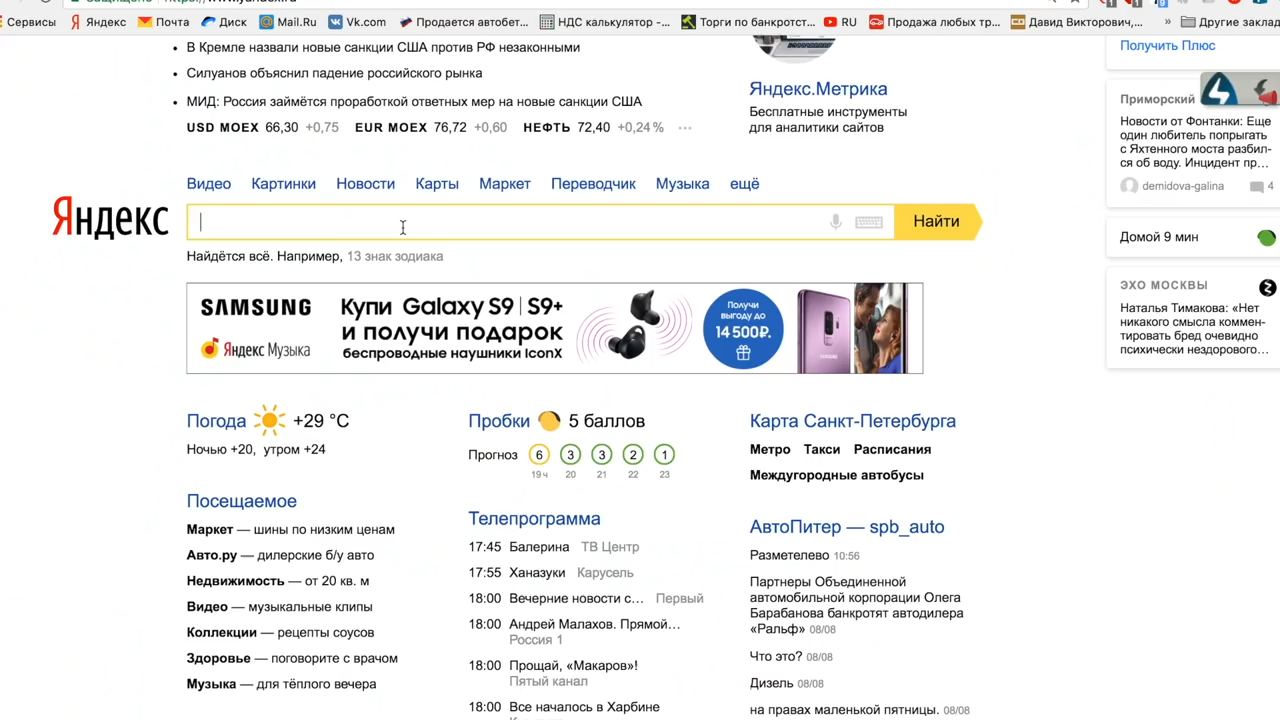 Сервисы Яндекс Почта Диск Mail.Ru Vk.com Продается автобет... НДС калькулятор -... Торги по банкротст... RU Продажа любых тр... Давид Викторович,... » Другие заклад
В Кремле назвали новые санкции США против РФ незаконными
Силуанов объяснил падение российского рынка
МИД: Россия займётся проработкой ответных мер на новые санкции США
USD MOEX 66,30 +0,75 EUR MOEX 76,72 +0,60 НЕФТЬ 72,40 +0,24 % ···
Яндекс.Метрика
Бесплатные инструменты
для аналитики сайтов
Получить Плюс
Приморский
Новости от Фонтанки: Еще
один любитель попрыгать
с Яхтенного моста разбил-
ся об воду. Инцидент пр...
demidova-galina 4
Видео Картинки Новости Карты Маркет Переводчик Музыка ещё
Яндекс
Найти
Найдётся всё. Например, 13 знак зодиака
Домой 9 мин
ЭХО МОСКВЫ
Наталья Тимакова: «Нет
никакого смысла коммен-
тировать бред очевидно
психически нездорового...
SAMSUNG
Яндекс Музыка
Купи Galaxy S9 | S9+
и получи подарок
беспроводные наушники IconX
Получи
выгоду до
14 500₽.
SAMSUNG
Погода +29 °C
Ночью +20, утром +24
Пробки 5 баллов
Прогноз 6 3 3 2 1
19 ч 20 21 22 23
Карта Санкт-Петербурга
Метро Такси Расписания
Междугородные автобусы
Посещаемое
Маркет — шины по низким ценам
Авто.ру — дилерские б/у авто
Недвижимость — от 20 кв. м
Видео — музыкальные клипы
Коллекции — рецепты соусов
Здоровье — поговорите с врачом
Музыка — для тёплого вечера
Телепрограмма
17:45 Балерина ТВ Центр
17:55 Ханазуки Карусель
18:00 Вечерние новости с... Первый
18:00 Андрей Малахов. Прямой...
Россия 1
18:00 Прощай, «Макаров»!
Пятый канал
18:00 Все началось в Харбине
АвтоПитер — spb_auto
Разметелево 10:56
Партнеры Объединенной
автомобильной корпорации Олега
Барабанова банкротят автодилера
«Ральф» 08/08
Что это? 08/08
Дизель 08/08
на правах маленькой пятницы. 08/08